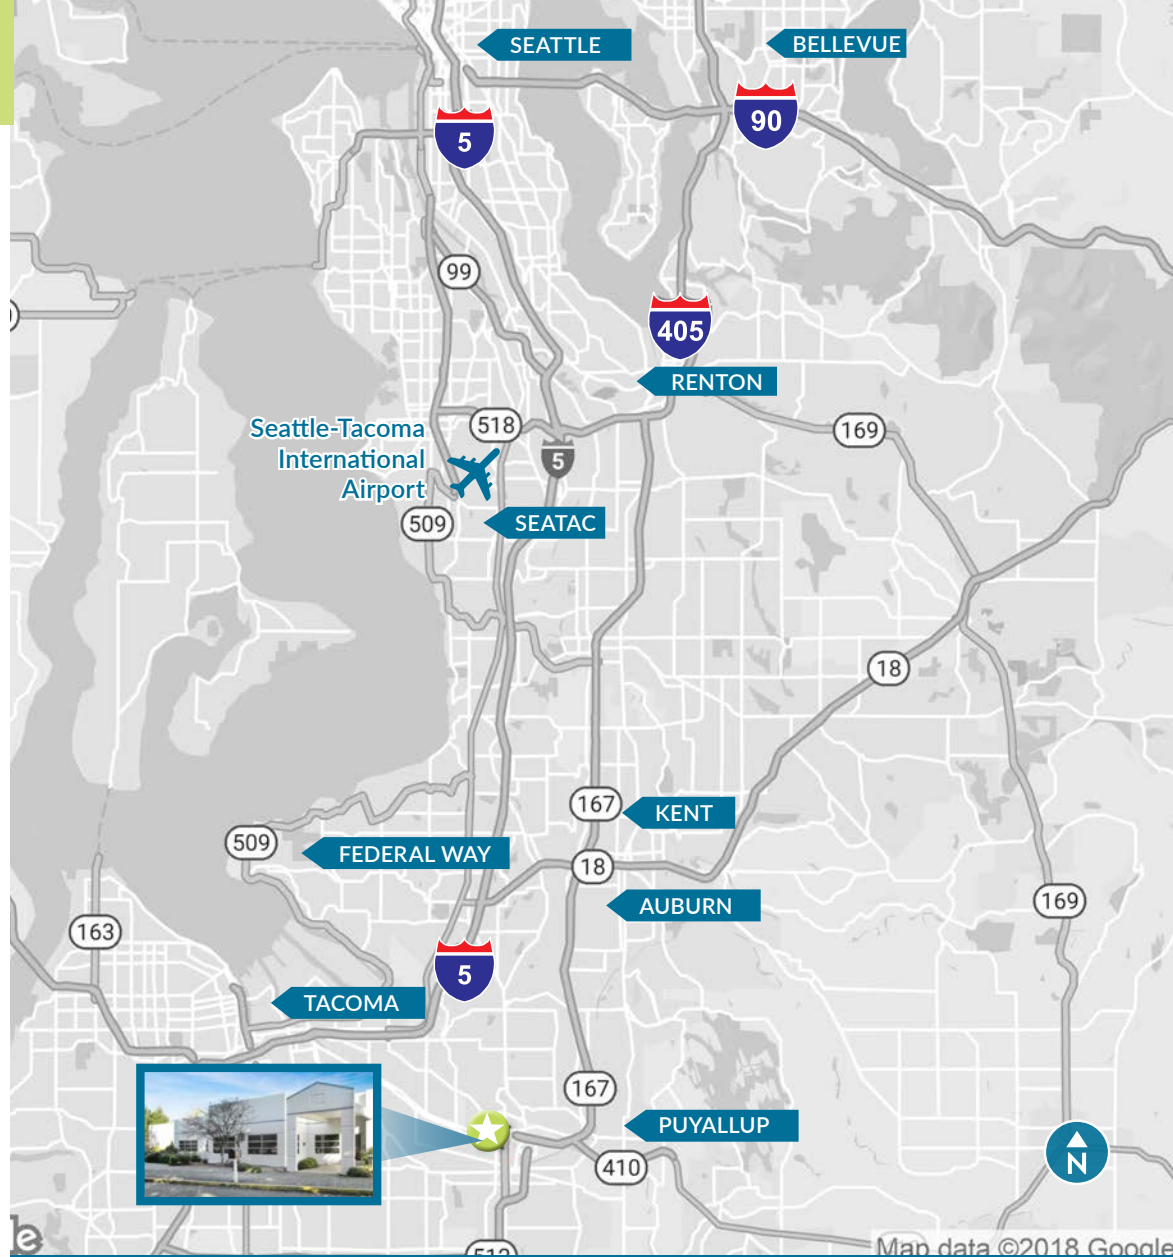 SEATTLE
BELLEVUE
90
5
99
405
RENTON
Seattle-Tacoma
International
Airport
518
169
5
509
SEATAC
18
167
KENT
509
FEDERAL WAY
18
AUBURN
169
163
5
TACOMA
167
PUYALLUP
410
N
512
Map data ©2018 Google